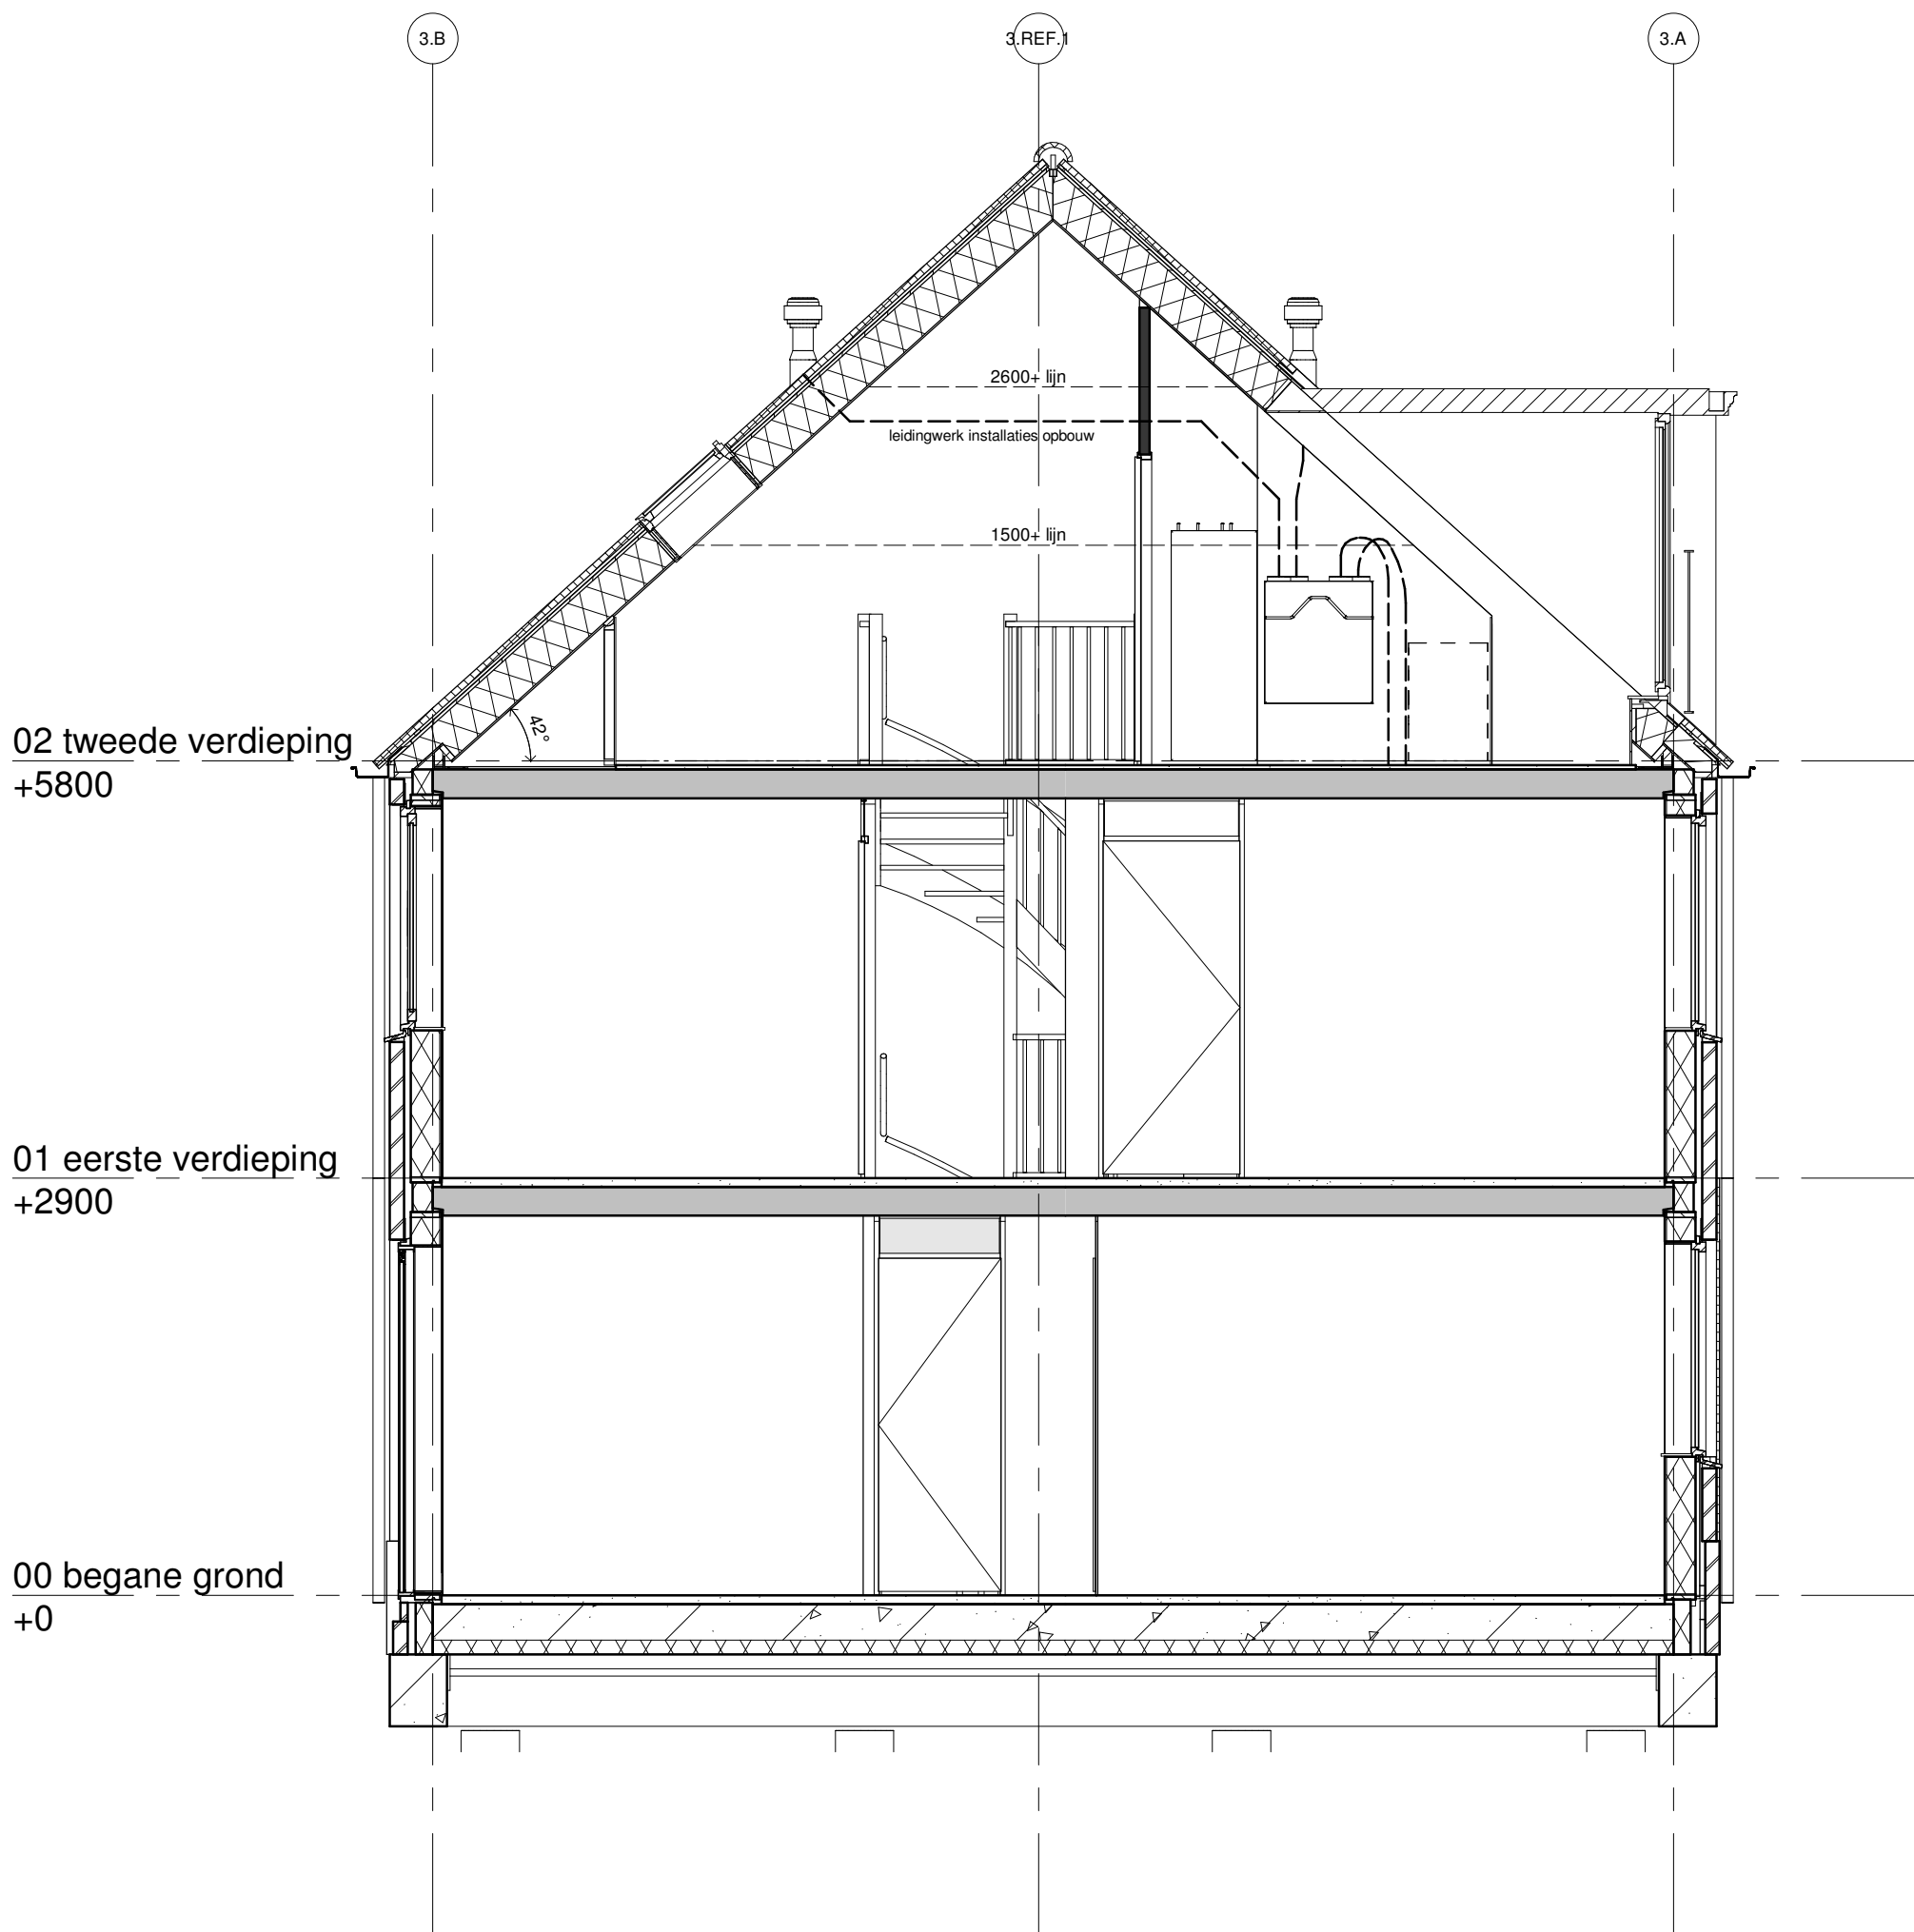 3.B
3.REF.1
3.A
2600+ lijn
leidingwerk installaties opbouw
1500+ lijn
42°
02 tweede verdieping
+5800
01 eerste verdieping
+2900
00 begane grond
+0